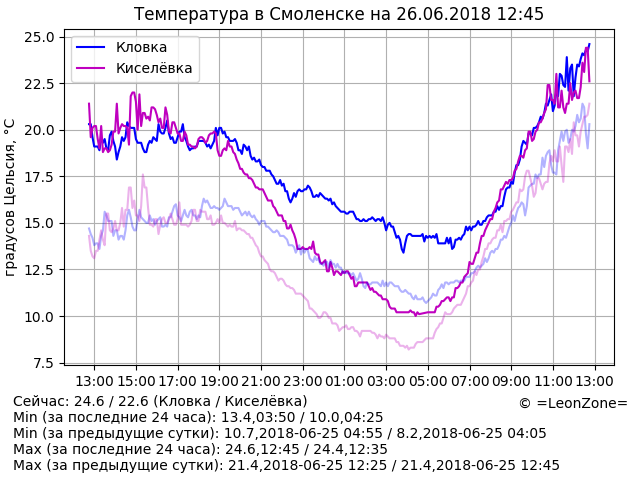 Температура в Смоленске на 26.06.2018 12:45
градусов Цельсия, °C
25.0
22.5
20.0
17.5
15.0
12.5
10.0
7.5
Кловка
Киселёвка
13:00 15:00 17:00 19:00 21:00 23:00 01:00 03:00 05:00 07:00 09:00 11:00 13:00
© =LeonZone=
Сейчас: 24.6 / 22.6 (Кловка / Киселёвка)
Min (за последние 24 часа): 13.4,03:50 / 10.0,04:25
Min (за предыдущие сутки): 10.7,2018-06-25 04:55 / 8.2,2018-06-25 04:05
Max (за последние 24 часа): 24.6,12:45 / 24.4,12:35
Max (за предыдущие сутки): 21.4,2018-06-25 12:25 / 21.4,2018-06-25 12:45